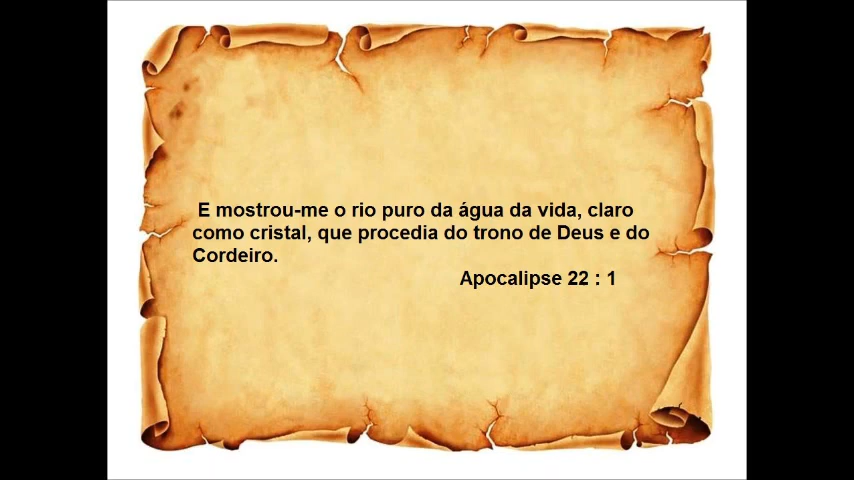 E mostrou-me o rio puro da água da vida, claro
como cristal, que procedia do trono de Deus e do
Cordeiro.
Apocalipse 22 : 1